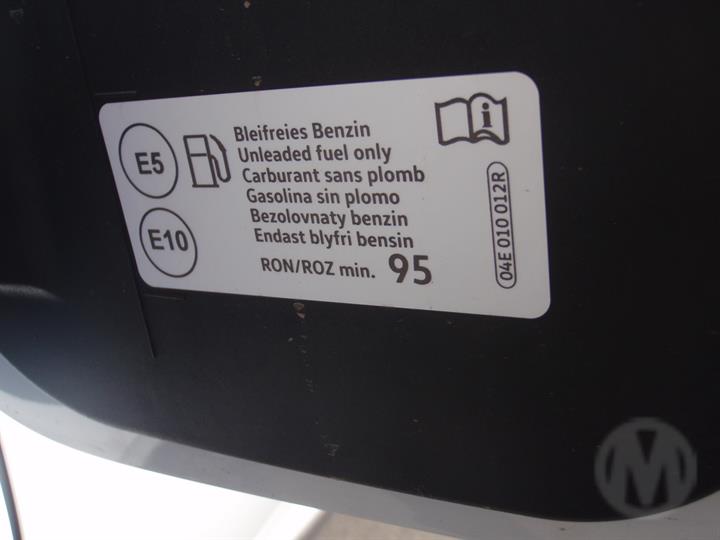 E5
E10
Bleifreies Benzin
Unleaded fuel only
Carburant sans plomb
Gasolina sin plomo
Bezolovnaty benzin
Endast blyfri bensin
RON/ROZ min. 95
i
04E 010 012R
M